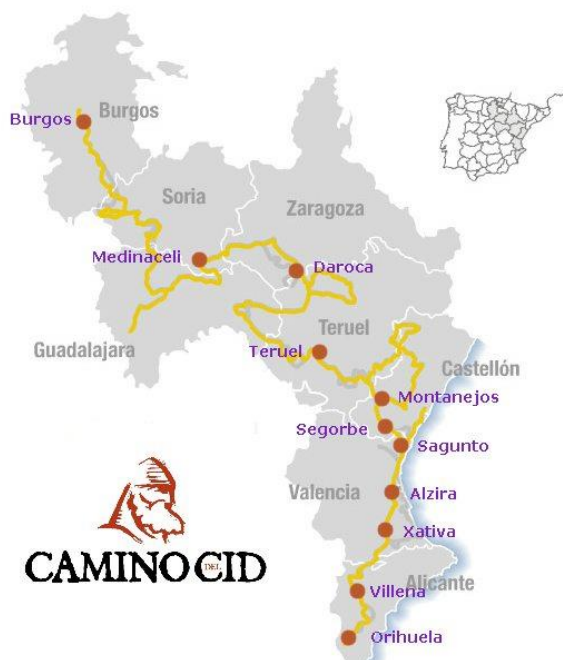 Burgos
Burgos
Soria
Zaragoza
Medinaceli
Daroca
Guadalajara
Teruel
Teruel
Castellón
Montanejos
Segorbe
Sagunto
Valencia
Alzira
Xativa
CAMINO DEL CID
Alicante
Villena
Orihuela